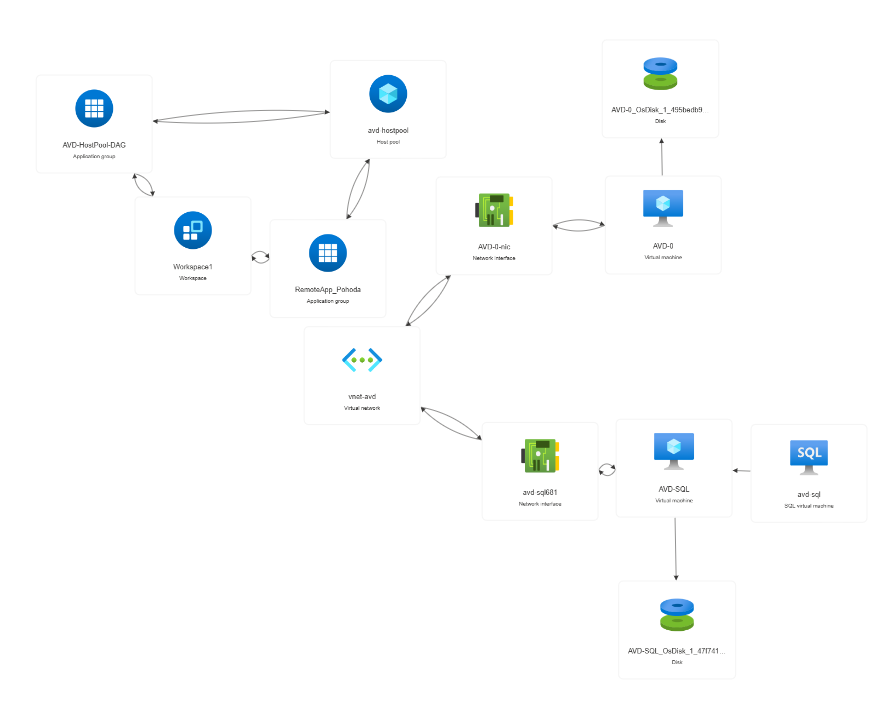 AVD-0_OsDisk_1_495bedb9...
Disk
avd hostpool
Host pool
AVD-HostPool-DAG
Application group
AVD-0-nic
Network interface
AVD-0
Virtual machine
Workspace1
Workspace
RemoteApp_Pohoda
Application group
vnet-avd
Virtual network
SQL
avd-sql681
Network interface
AVD-SQL
Virtual machine
avd-sql
SQL virtual machine
AVD-SQL_OsDisk_1_47f741...
Disk